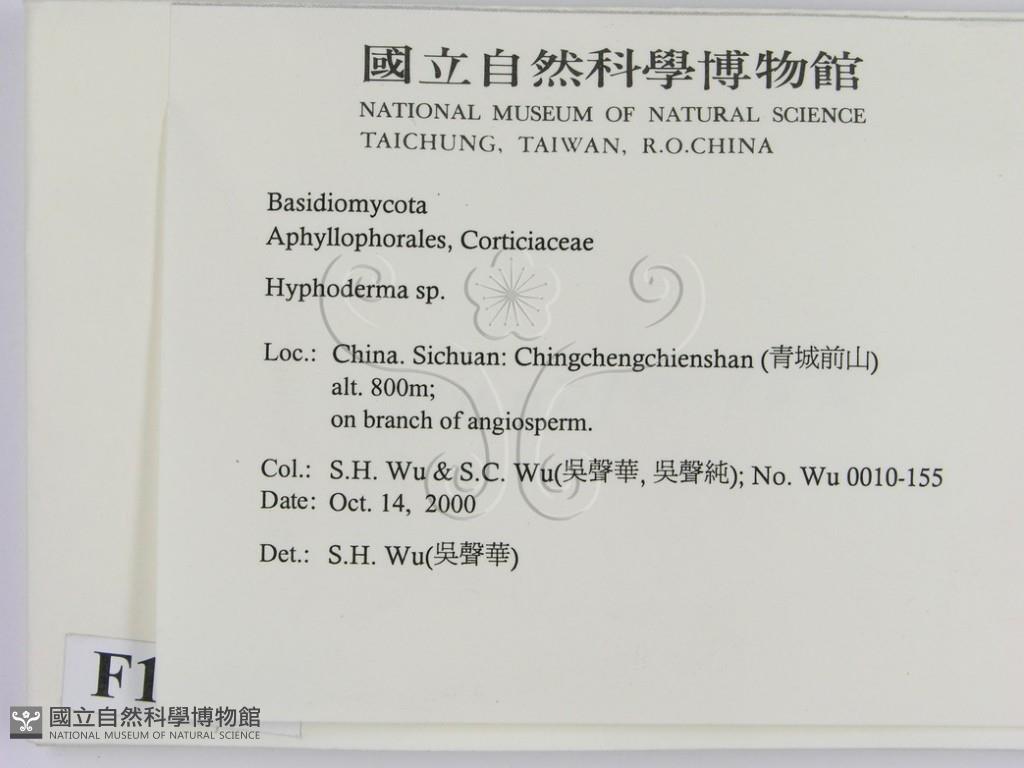 國立自然科學博物館
NATIONAL MUSEUM OF NATURAL SCIENCE
TAICHUNG, TAIWAN, R.O.CHINA
Basidiomycota
Aphyllophorales, Corticiaceae
Hyphoderma sp.
Loc.: China. Sichuan: Chingchengchienshan (青城前山)
alt. 800m;
on branch of angiosperm.
Col.: S.H. Wu & S.C. Wu(吳聲華, 吳聲純); No. Wu 0010-155
Date: Oct. 14, 2000
Det.: S.H. Wu(吳聲華)
F1
國立自然科學博物館
NATIONAL MUSEUM OF NATURAL SCIENCE